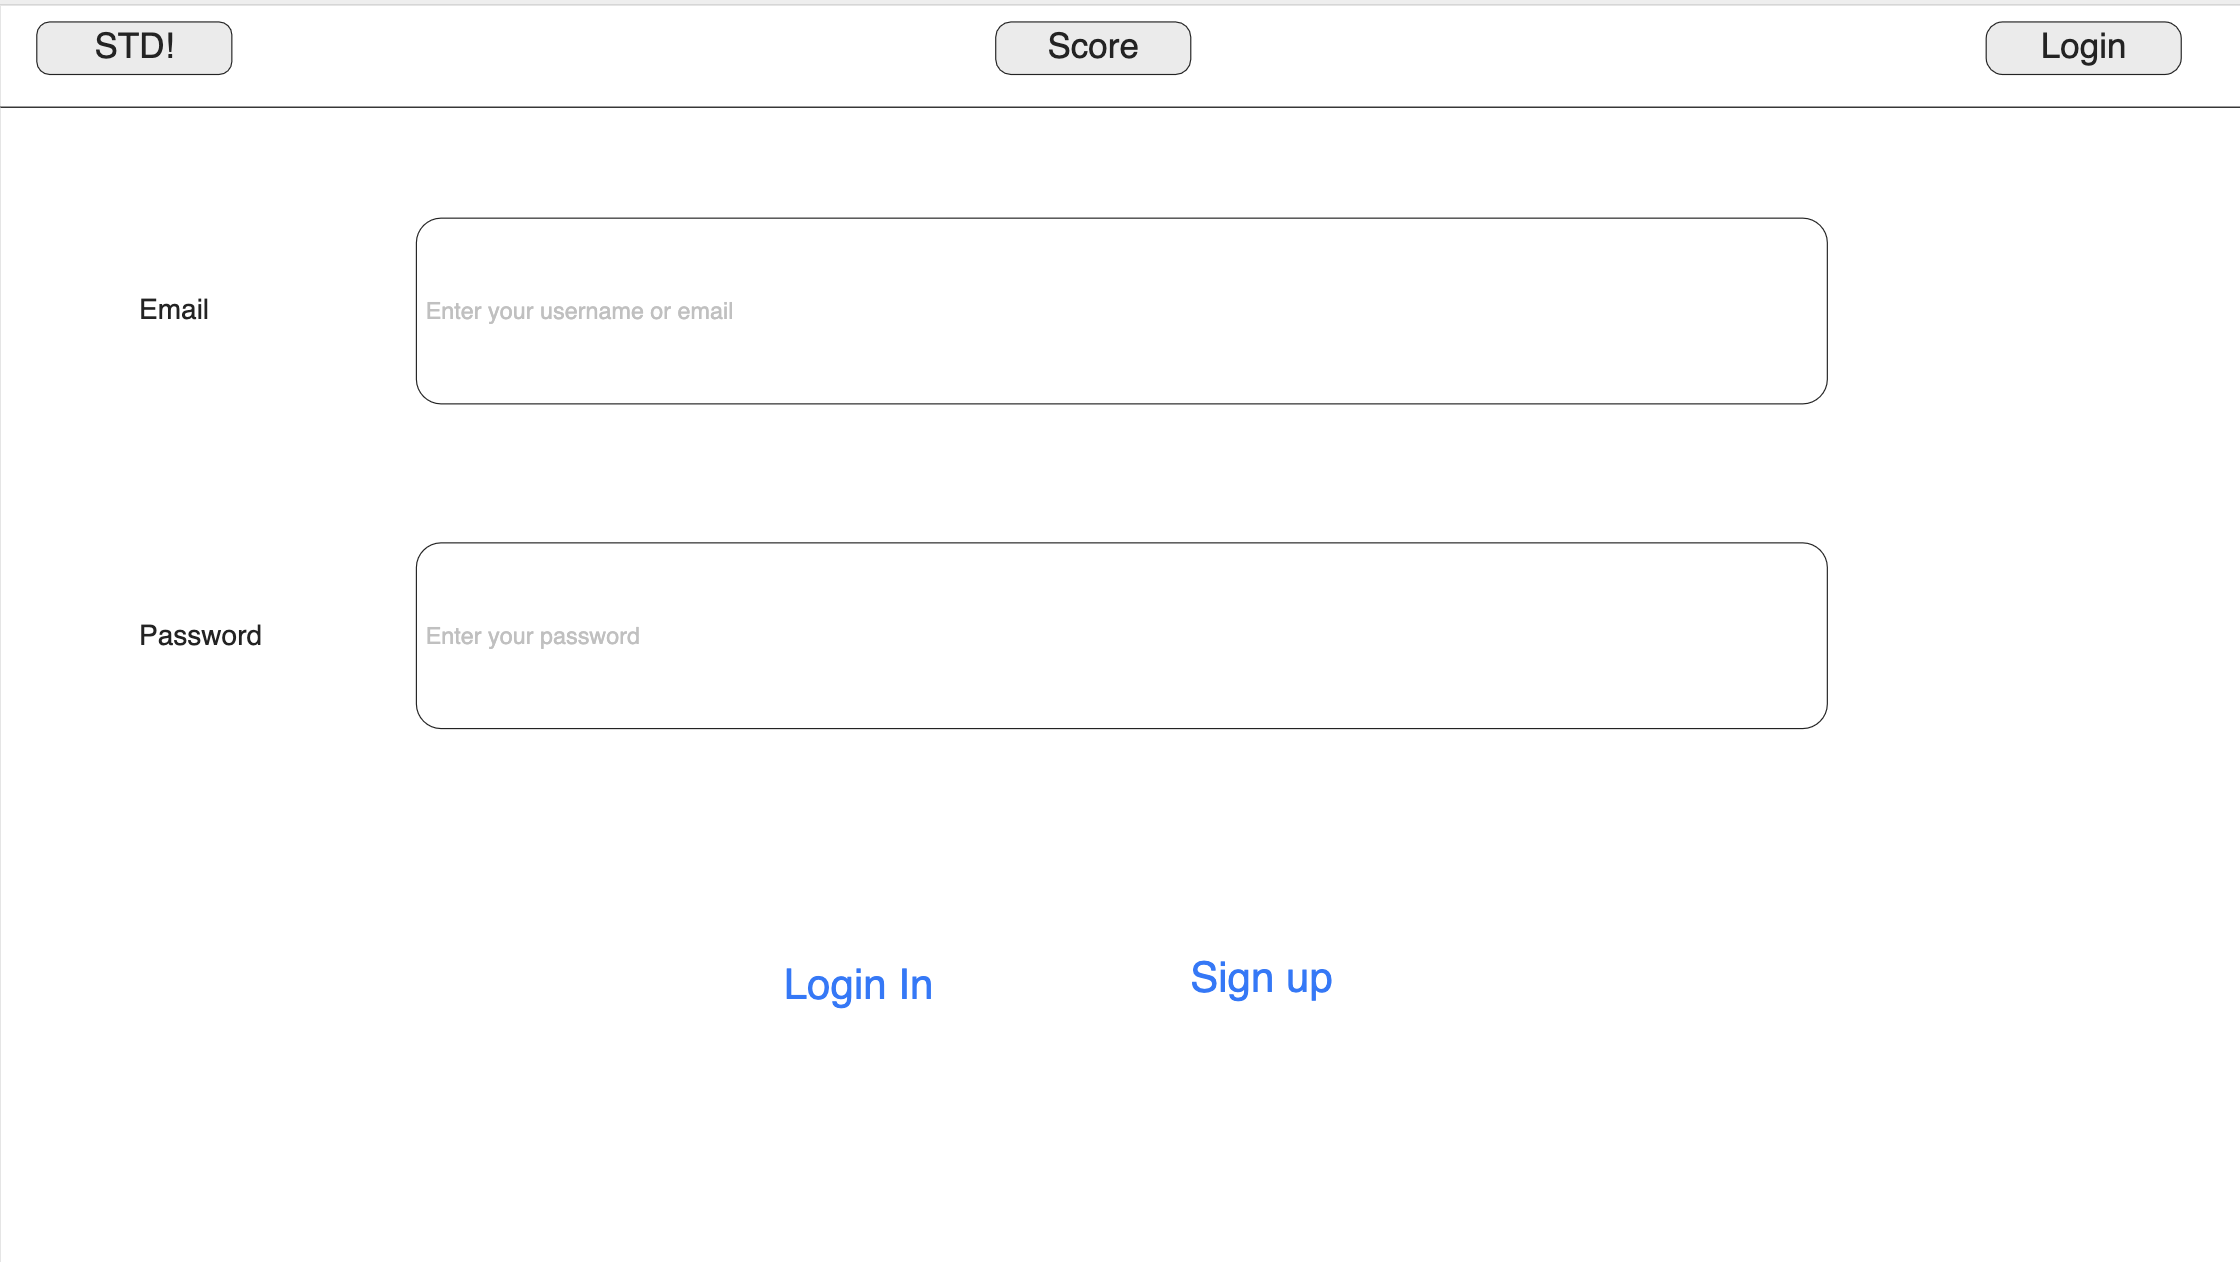 STD!
Score
Login
Email
Enter your username or email
Password
Enter your password
Login In
Sign up